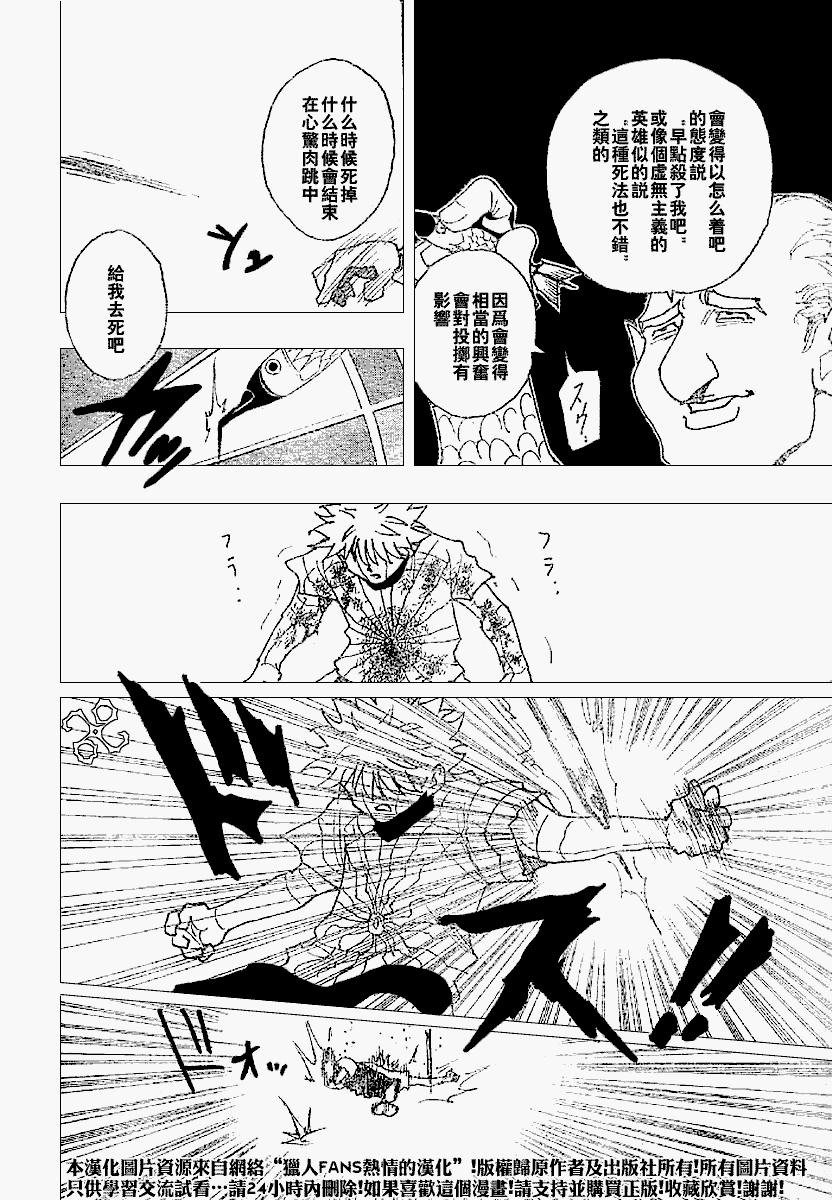 會變得以怎么着吧
的態度説
“早點殺了我吧”
或像個虛無主義的
英雄似的説
“這種死法也不錯”
之類的
因爲會變得
相當的興奮
會對投擲有
影響
スゥ…
什么時候死掉
什么時候會結束
在心驚肉跳中
給我去死吧
フラ…
フラ…
ドスッ!!
ドォ…
本漢化圖片資源來自網絡“獵人FANS熱情的漢化”!版權歸原作者及出版社所有!所有圖片資料
只供學習交流試看…請24小時內刪除!如果喜歡這個漫畫!請支持並購買正版!收藏欣賞!謝謝!